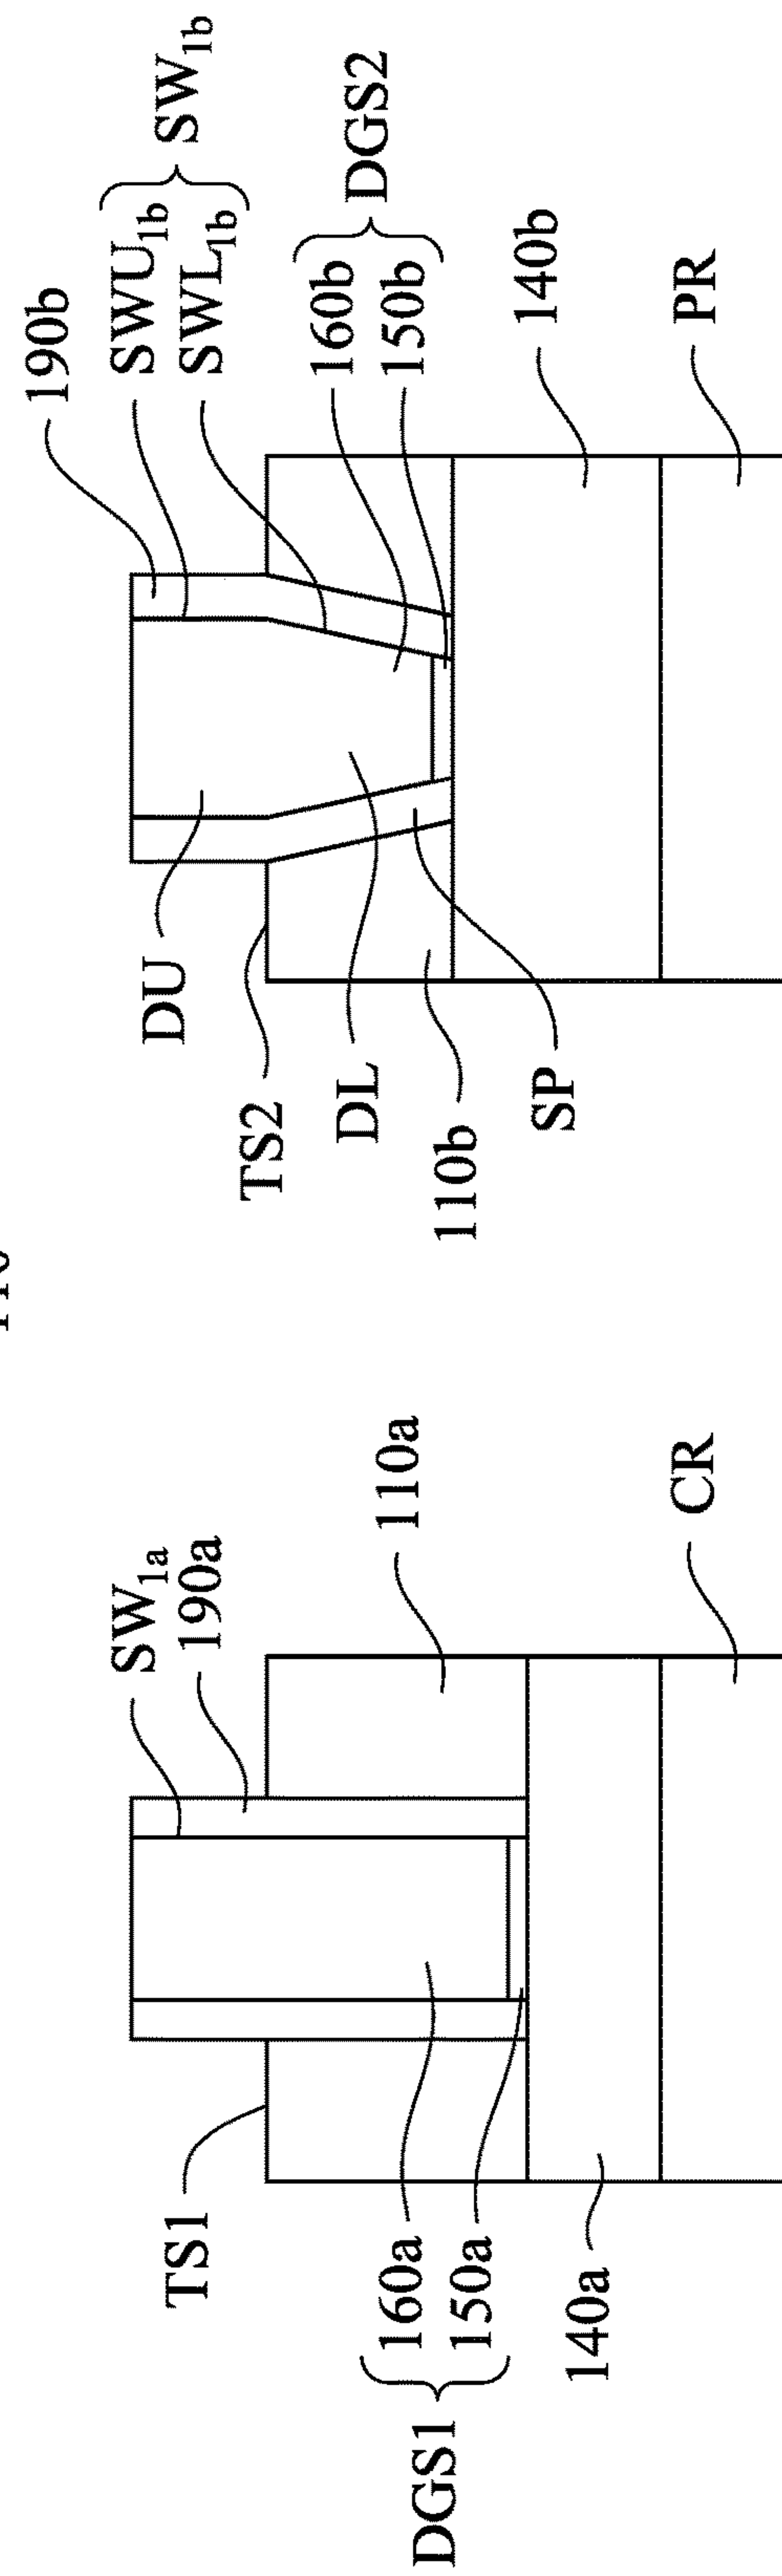 SW1a
190a
TS1
110a
160a
150a
DGS1
140a
CR
190b
SWU1b
SWL1b
SW1b
DU
TS2
160b
150b
DGS2
DL
110b
140b
SP
PR